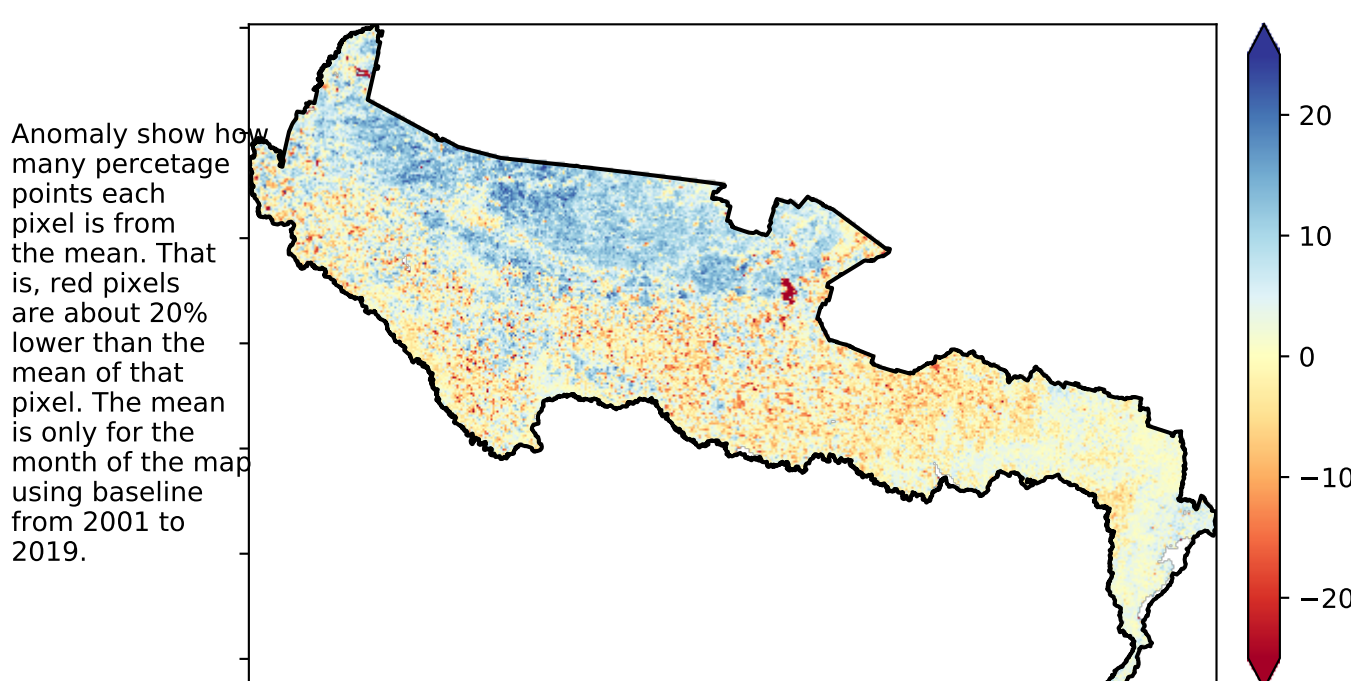 Anomaly show how
many percetage
points each
pixel is from
the mean. That
is, red pixels
are about 20%
lower than the
mean of that
pixel. The mean
is only for the
month of the map
using baseline
from 2001 to
2019.
20
10
0
−10
−20